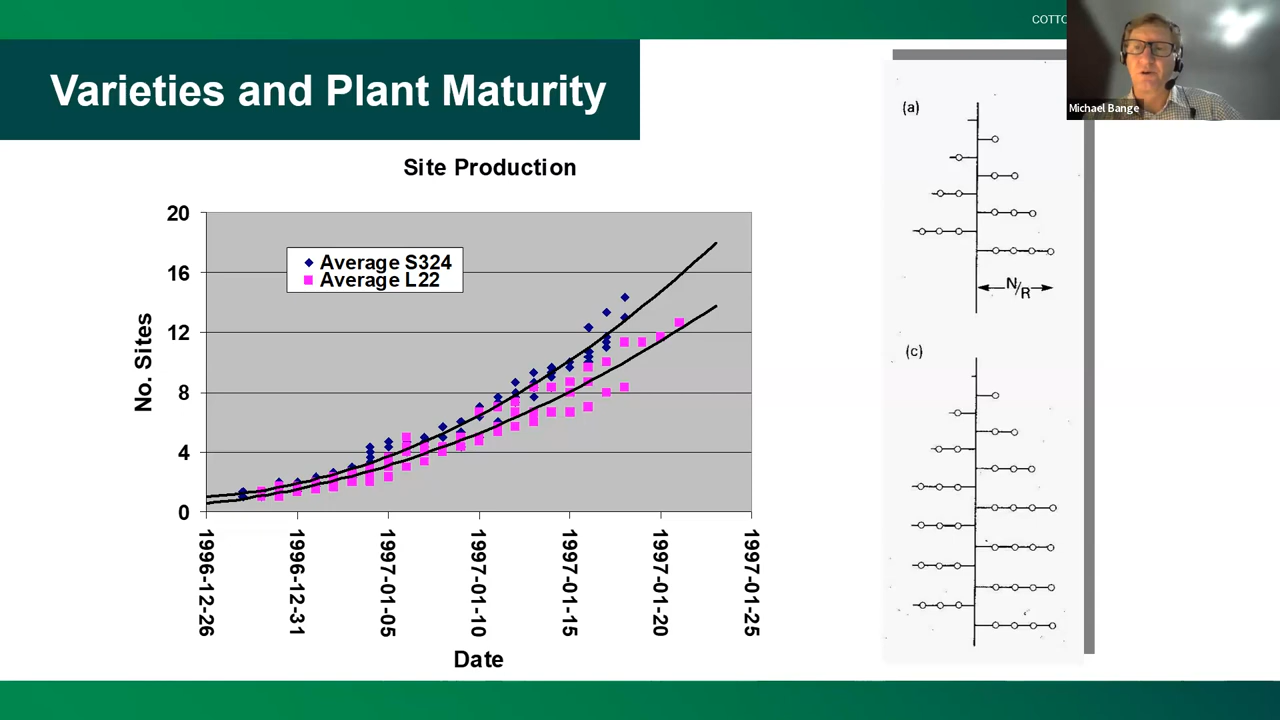 COTTO
Michael Bange
Varieties and Plant Maturity
Site Production
No. Sites
20
16
12
8
4
0
Average S324
Average L22
1996-12-26
1996-12-31
1997-01-05
1997-01-10
1997-01-15
1997-01-20
1997-01-25
Date
(a)
N/R
(c)